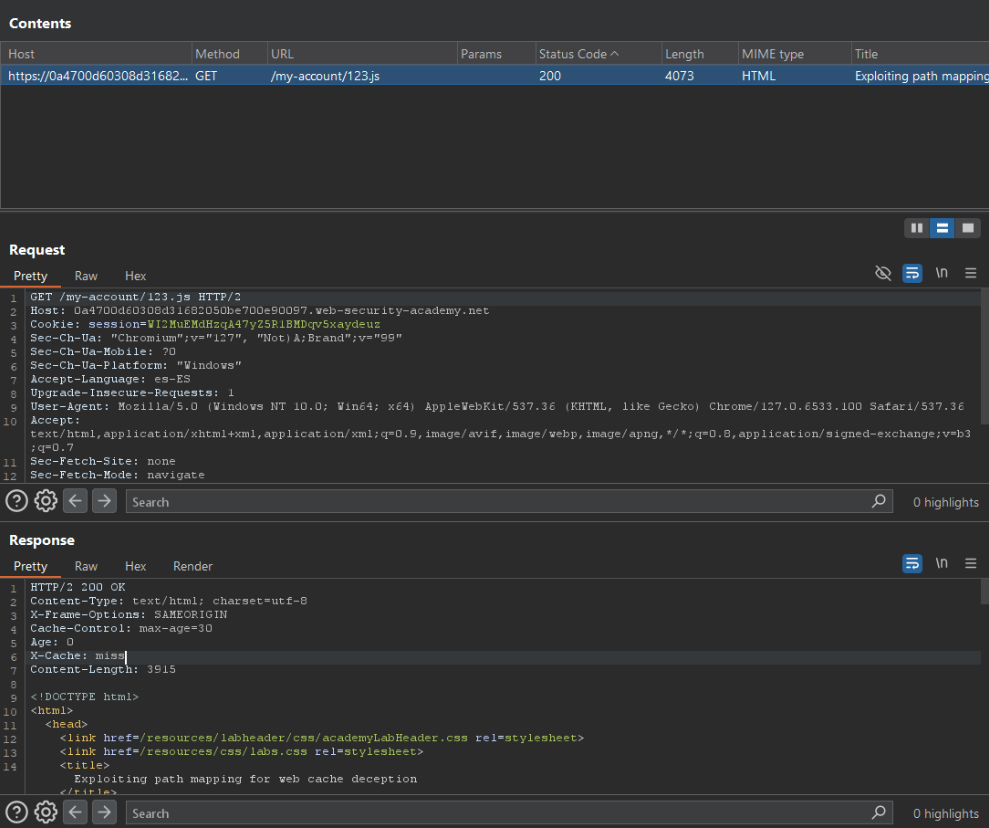 Contents
Host Method URL Params Status Code Length MIME type Title
https://0a4700d60308d31682... GET /my-account/123.js 200 4073 HTML Exploiting path mapping
Request
Pretty Raw Hex \n
1 GET /my-account/123.js HTTP/2
2 Host: 0a4700d60308d31682050be700e90097.web-security-academy.net
3 Cookie: session=WI2MuEMdHzqA47yZ5R1BMDqv5xaydeuz
4 Sec-Ch-Ua: "Chromium";v="127", "Not)A;Brand";v="99"
5 Sec-Ch-Ua-Mobile: ?0
6 Sec-Ch-Ua-Platform: "Windows"
7 Accept-Language: es-ES
8 Upgrade-Insecure-Requests: 1
9 User-Agent: Mozilla/5.0 (Windows NT 10.0; Win64; x64) AppleWebKit/537.36 (KHTML, like Gecko) Chrome/127.0.6533.100 Safari/537.36
10 Accept:
text/html,application/xhtml+xml,application/xml;q=0.9,image/avif,image/webp,image/apng,*/*;q=0.8,application/signed-exchange;v=b3
;q=0.7
11 Sec-Fetch-Site: none
12 Sec-Fetch-Mode: navigate
Search 0 highlights
Response
Pretty Raw Hex Render \n
1 HTTP/2 200 OK
2 Content-Type: text/html; charset=utf-8
3 X-Frame-Options: SAMEORIGIN
4 Cache-Control: max-age=30
5 Age: 0
6 X-Cache: miss
7 Content-Length: 3915
8
9 <!DOCTYPE html>
10 <html>
11 <head>
12 <link href=/resources/labheader/css/academyLabHeader.css rel=stylesheet>
13 <link href=/resources/css/labs.css rel=stylesheet>
14 <title>
Exploiting path mapping for web cache deception
</title>
Search 0 highlights